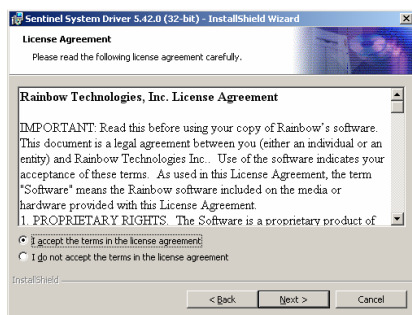 Sentinel System Driver 5.42.0 (32-bit) - InstallShield Wizard
License Agreement
Please read the following license agreement carefully.
Rainbow Technologies, Inc. License Agreement
IMPORTANT: Read this before using your copy of Rainbow's software.
This document is a legal agreement between you (either an individual or an
entity) and Rainbow Technologies Inc.. Use of the software indicates your
acceptance of these terms. As used in this License Agreement, the term
"Software" means the Rainbow software included on the media or
hardware provided with this License Agreement.
1. PROPRIETARY RIGHTS. The Software is a proprietary product of
I accept the terms in the license agreement
I do not accept the terms in the license agreement
InstallShield
< Back Next > Cancel